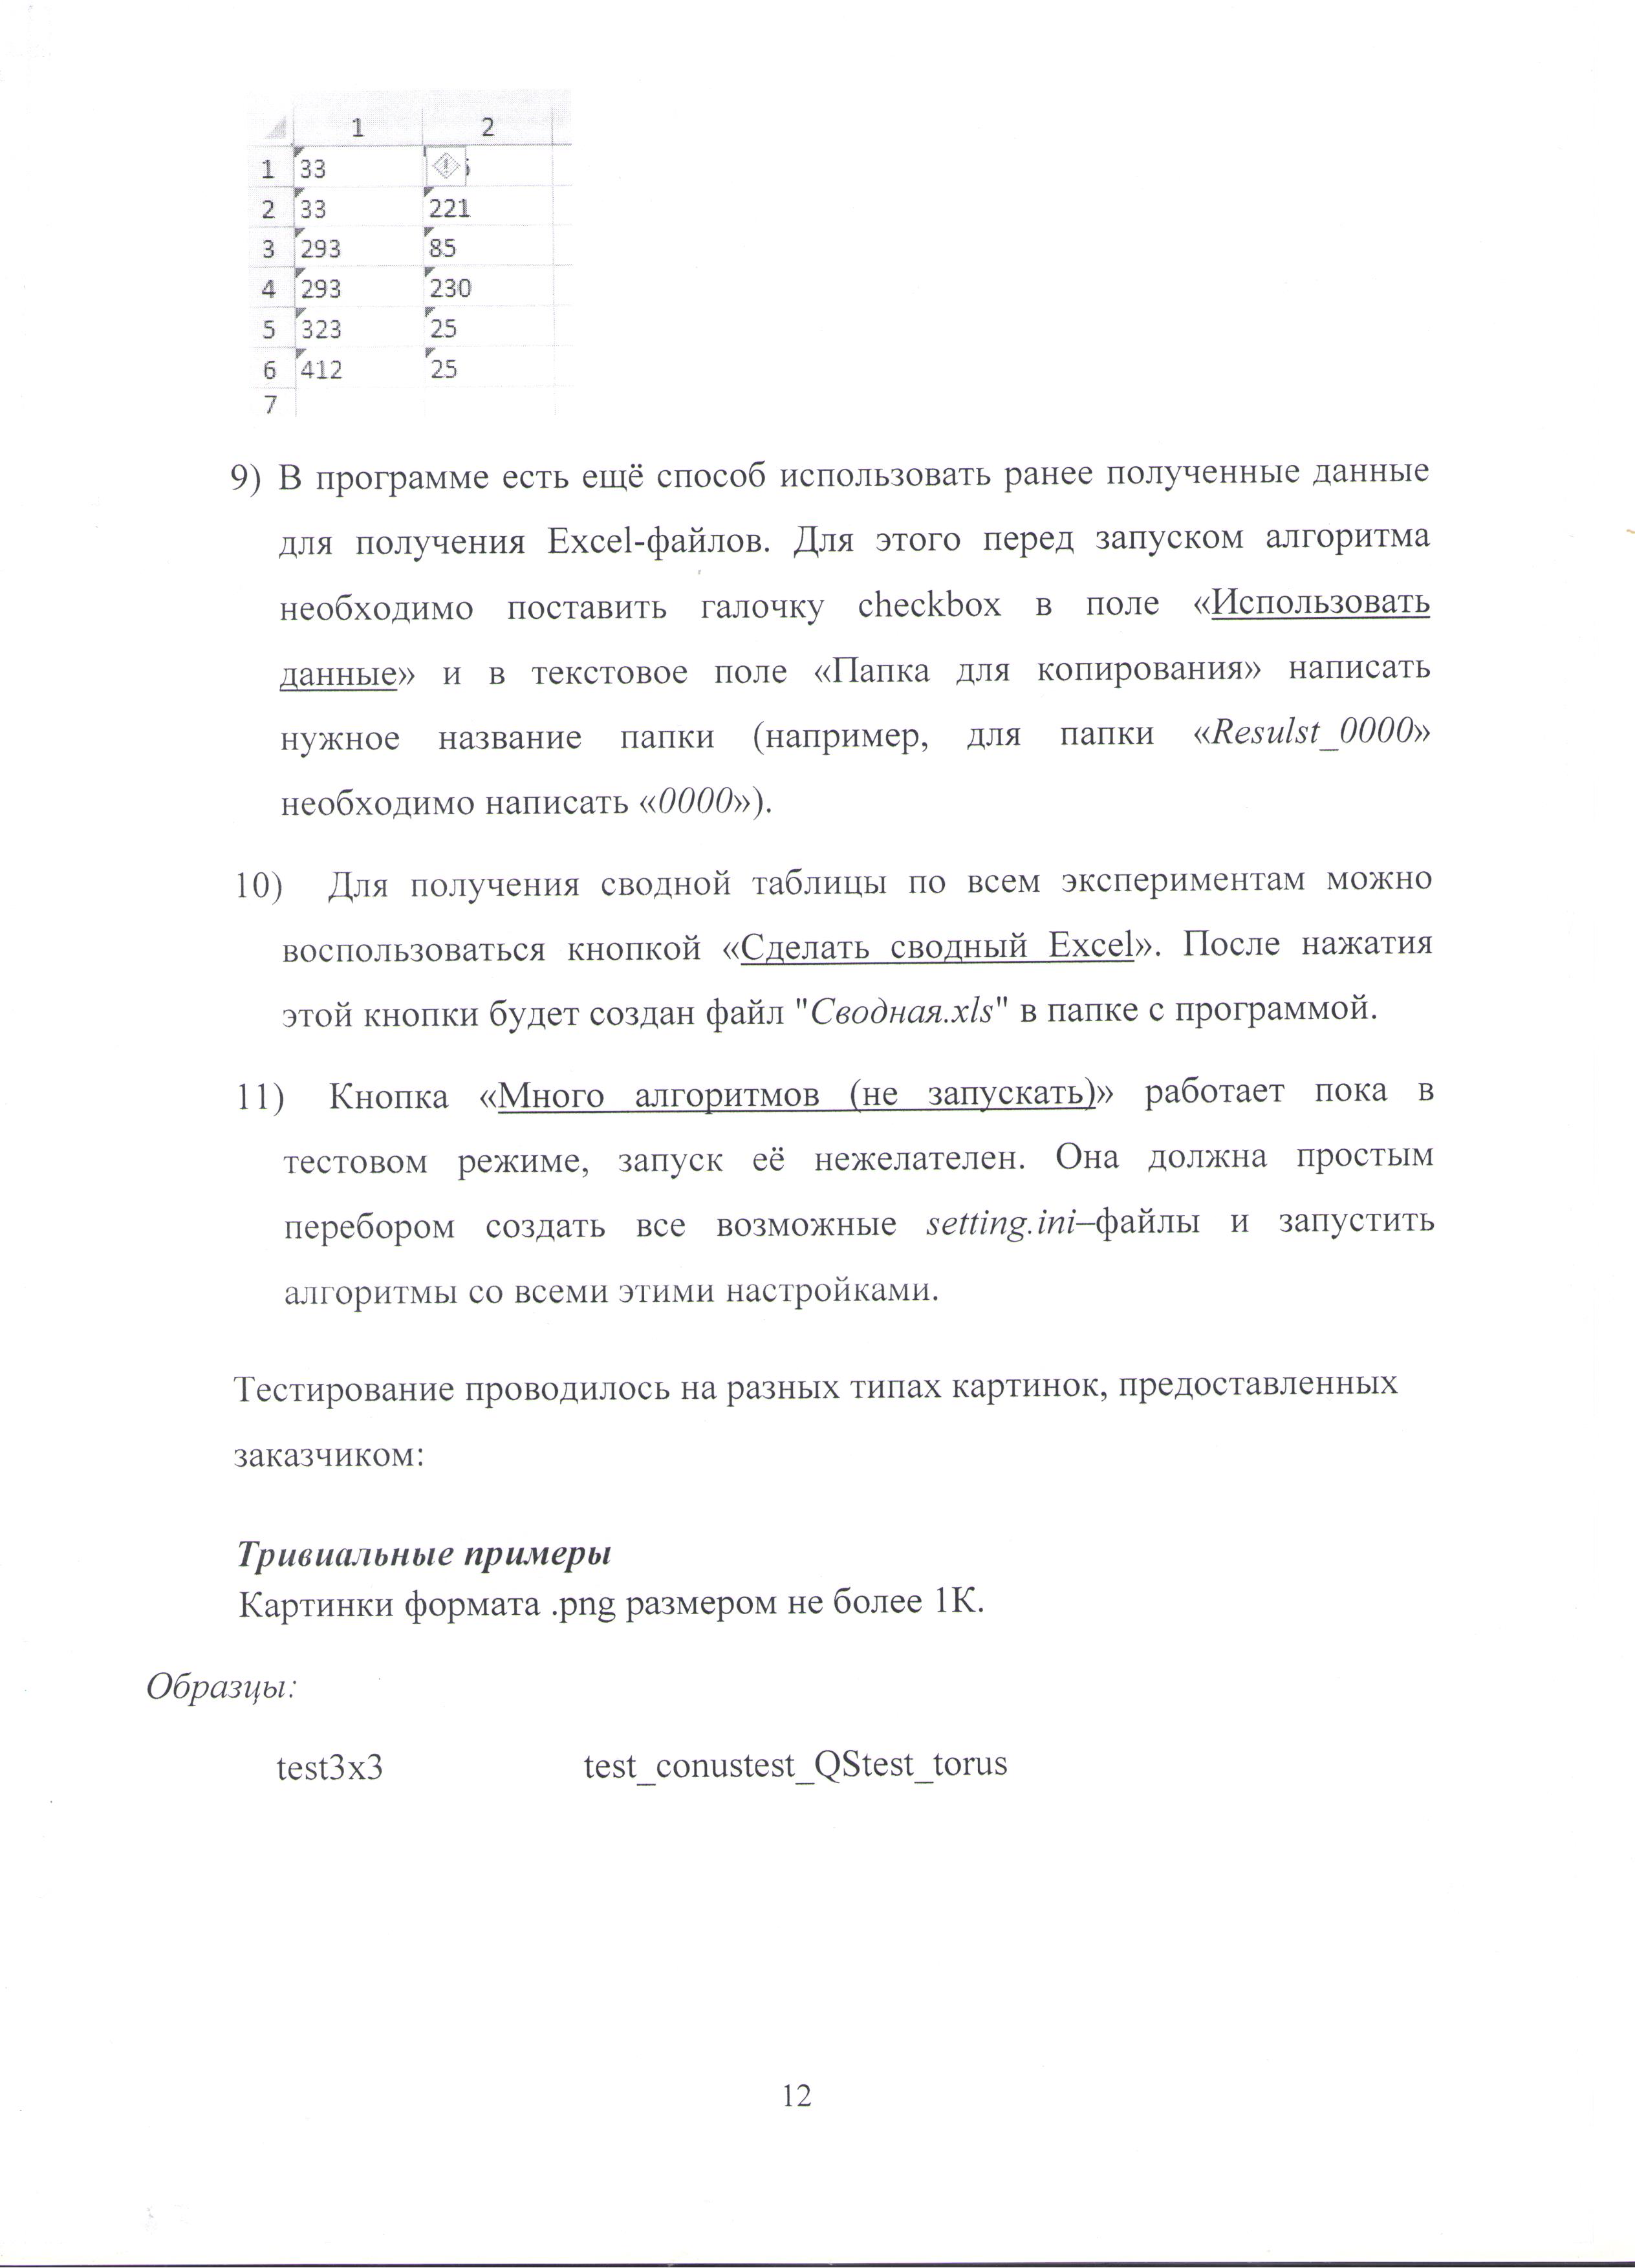 1 2
1 33
2 33 221
3 293 85
4 293 230
5 323 25
6 412 25
7
9) В программе есть ещё способ использовать ранее полученные данные
для получения Excel-файлов. Для этого перед запуском алгоритма
необходимо поставить галочку checkbox в поле «Использовать
данные» и в текстовое поле «Папка для копирования» написать
нужное название папки (например, для папки «Resulst_0000»
необходимо написать «0000»).
10) Для получения сводной таблицы по всем экспериментам можно
воспользоваться кнопкой «Сделать сводный Excel». После нажатия
этой кнопки будет создан файл "Сводная.xls" в папке с программой.
11) Кнопка «Много алгоритмов (не запускать)» работает пока в
тестовом режиме, запуск её нежелателен. Она должна простым
перебором создать все возможные setting.ini–файлы и запустить
алгоритмы со всеми этими настройками.
Тестирование проводилось на разных типах картинок, предоставленных
заказчиком:
Тривиальные примеры
Картинки формата .png размером не более 1K.
Образцы:
test3x3 test_conustest_QStest_torus
12